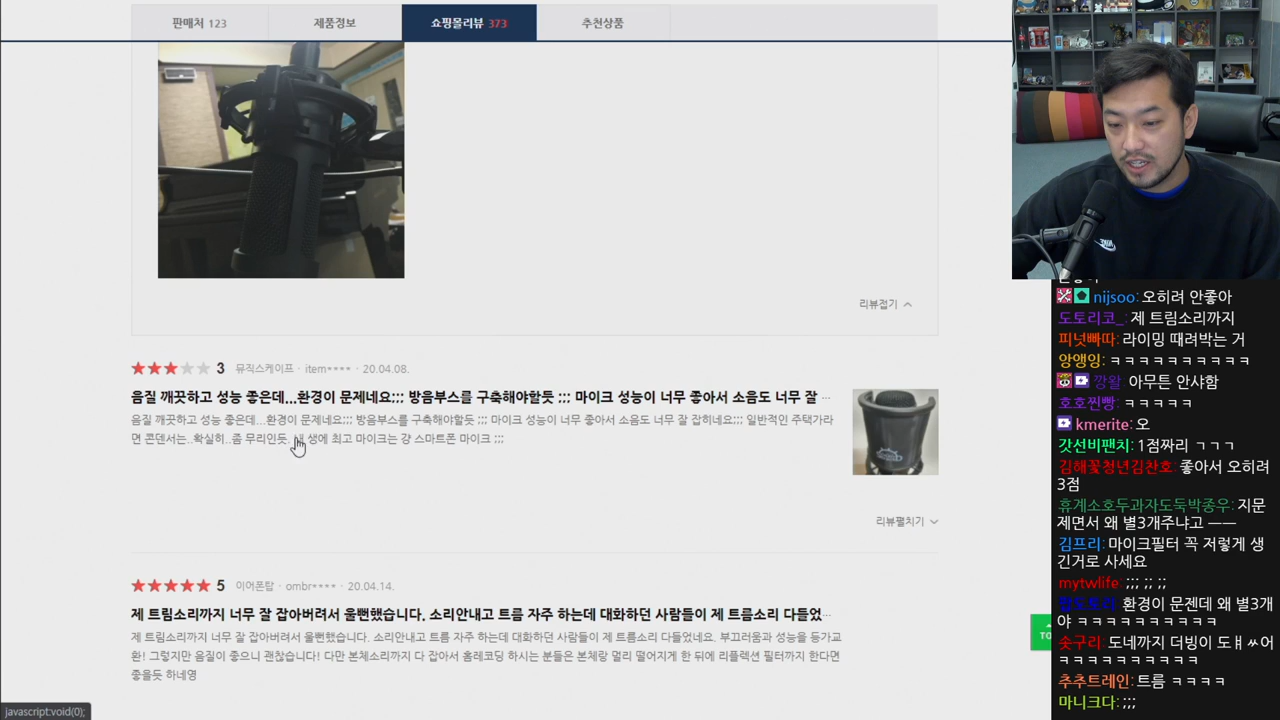 판매처 123
제품정보
쇼핑몰리뷰 373
추천상품
리뷰접기
3 뮤직스케이프 · item**** · 20.04.08.
음질 깨끗하고 성능 좋은데...환경이 문제네요;;; 방음부스를 구축해야할듯 ;;; 마이크 성능이 너무 좋아서 소음도 너무 잘 ...
음질 깨끗하고 성능 좋은데...환경이 문제네요;;; 방음부스를 구축해야할듯 ;;; 마이크 성능이 너무 좋아서 소음도 너무 잘 잡히네요;;; 일반적인 주택가라
면 콘덴서는..확실히..좀 무리인듯. 생에 최고 마이크는 걍 스마트폰 마이크 ;;;
리뷰펼치기
5 이어폰탑 · ombr**** · 20.04.14.
제 트림소리까지 너무 잘 잡아버려서 울뻔했습니다. 소리안내고 트름 자주 하는데 대화하던 사람들이 제 트름소리 다들었...
제 트림소리까지 너무 잘 잡아버려서 울뻔했습니다. 소리안내고 트름 자주 하는데 대화하던 사람들이 제 트름소리 다들었네요. 부끄러움과 성능을 등가교
환! 그렇지만 음질이 좋으니 괜찮습니다! 다만 본체소리까지 다 잡아서 홈레코딩 하시는 분들은 본체랑 멀리 떨어지게 한 뒤에 리플렉션 필터까지 한다면
좋을듯 하네영
javascript:void(0);
TO
nijsoo: 오히려 안좋아
도토리코_: 제 트림소리까지
피넛빠따: 라이밍 때려박는 거
앙앵잉: ㅋㅋㅋㅋㅋㅋㅋㅋㅋㅋ
깡왈: 아무튼 안샤함
호호찐빵: ㅋㅋㅋㅋㅋ
kmerite: 오
갓선비팬치: 1점짜리 ㄱㄱㄱ
김해꽃청년김찬호: 좋아서 오히려
3점
휴게소호두과자도둑박종우: 지문
제면서 왜 별3개주냐고 ㅡㅡ
김프리: 마이크필터 꼭 저렇게 생
긴거로 사세요
mytwlife: ;;; ;; ;;
환경이 문젠데 왜 별3개
야 ㅋㅋㅋㅋㅋㅋㅋㅋㅋㅋ
솟구리: 도네까지 더빙이 도ㅐㅆ어
ㅋㅋㅋㅋㅋㅋㅋㅋㅋㅋ
추추트레인: 트름 ㅋㅋㅋㅋ
마니크다: ;;;